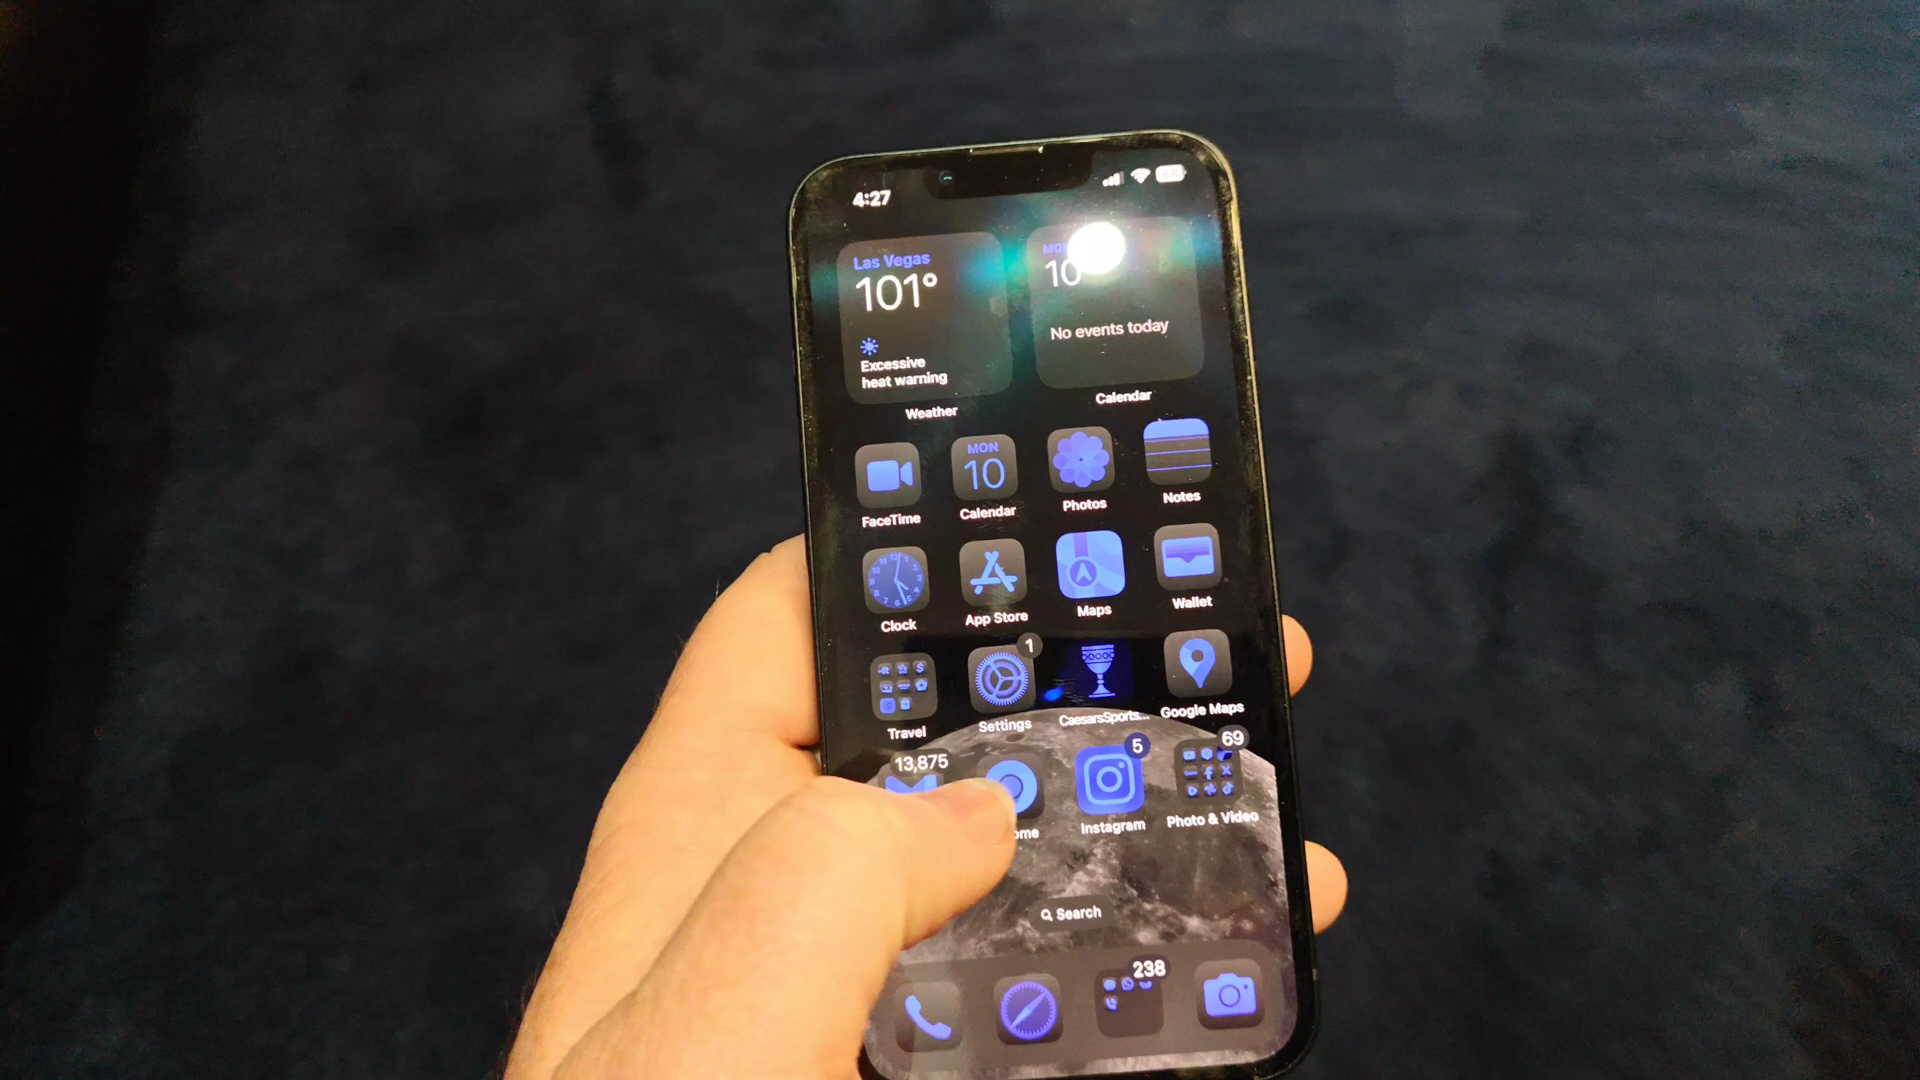 4:27
Las Vegas
101°
Excessive
heat warning
Weather
10
No events today
Calendar
FaceTime
MON
10
Calendar
Photos
Notes
Clock
App Store
Maps
Wallet
Travel
1
Settings
CaesarsSports...
Google Maps
13,875
5
Instagram
69
Photo & Video
Search
238